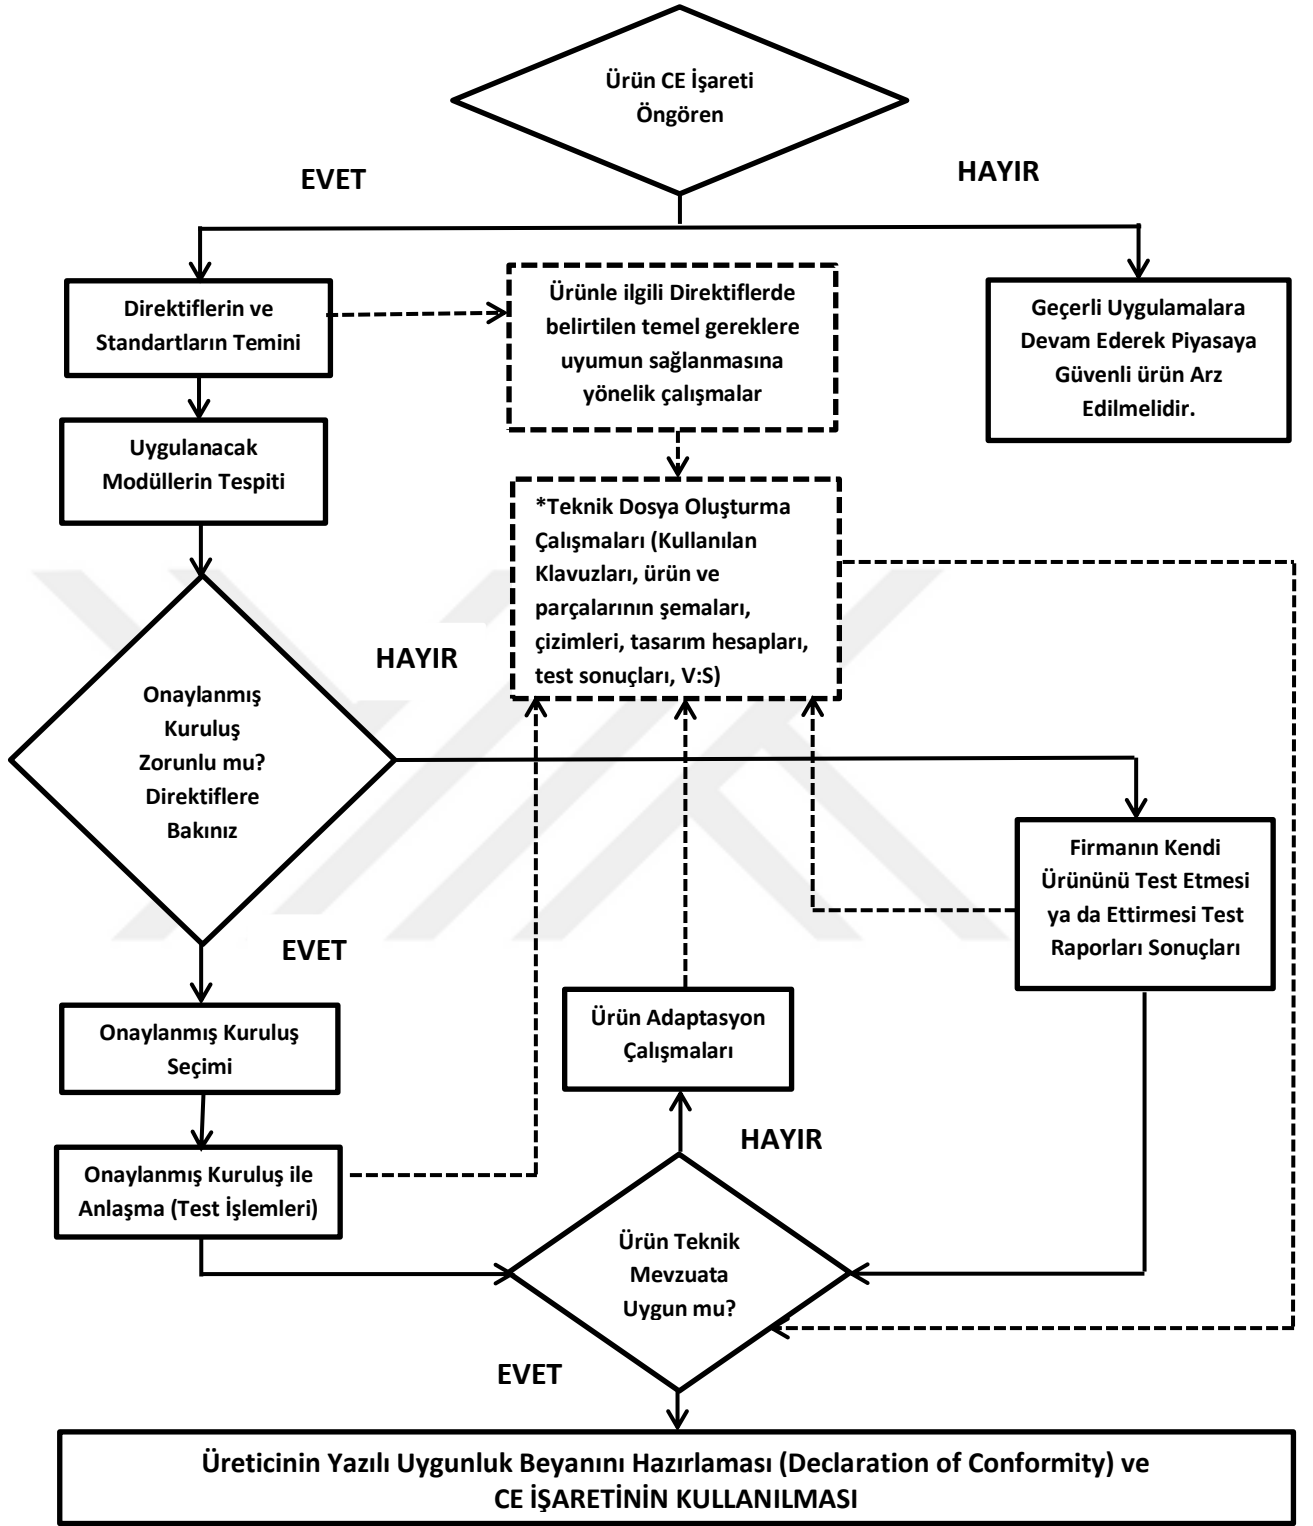 Ürün CE İşareti
Öngören
EVET
HAYIR
Direktiflerin ve
Standartların Temini
Ürünle ilgili Direktiflerde
belirtilen temel gereklere
uyumun sağlanmasına
yönelik çalışmalar
Geçerli Uygulamalara
Devam Ederek Piyasaya
Güvenli ürün Arz
Edilmelidir.
Uygulanacak
Modüllerin Tespiti
*Teknik Dosya Oluşturma
Çalışmaları (Kullanılan
Klavuzları, ürün ve
parçalarının şemaları,
çizimleri, tasarım hesapları,
test sonuçları, V:S)
HAYIR
Onaylanmış
Kuruluş
Zorunlu mu?
Direktiflere
Bakınız
Firmanın Kendi
Ürününü Test Etmesi
ya da Ettirmesi Test
Raporları Sonuçları
EVET
Onaylanmış Kuruluş
Seçimi
Ürün Adaptasyon
Çalışmaları
HAYIR
Onaylanmış Kuruluş ile
Anlaşma (Test İşlemleri)
Ürün Teknik
Mevzuata
Uygun mu?
EVET
Üreticinin Yazılı Uygunluk Beyanını Hazırlaması (Declaration of Conformity) ve
CE İŞARETİNİN KULLANILMASI